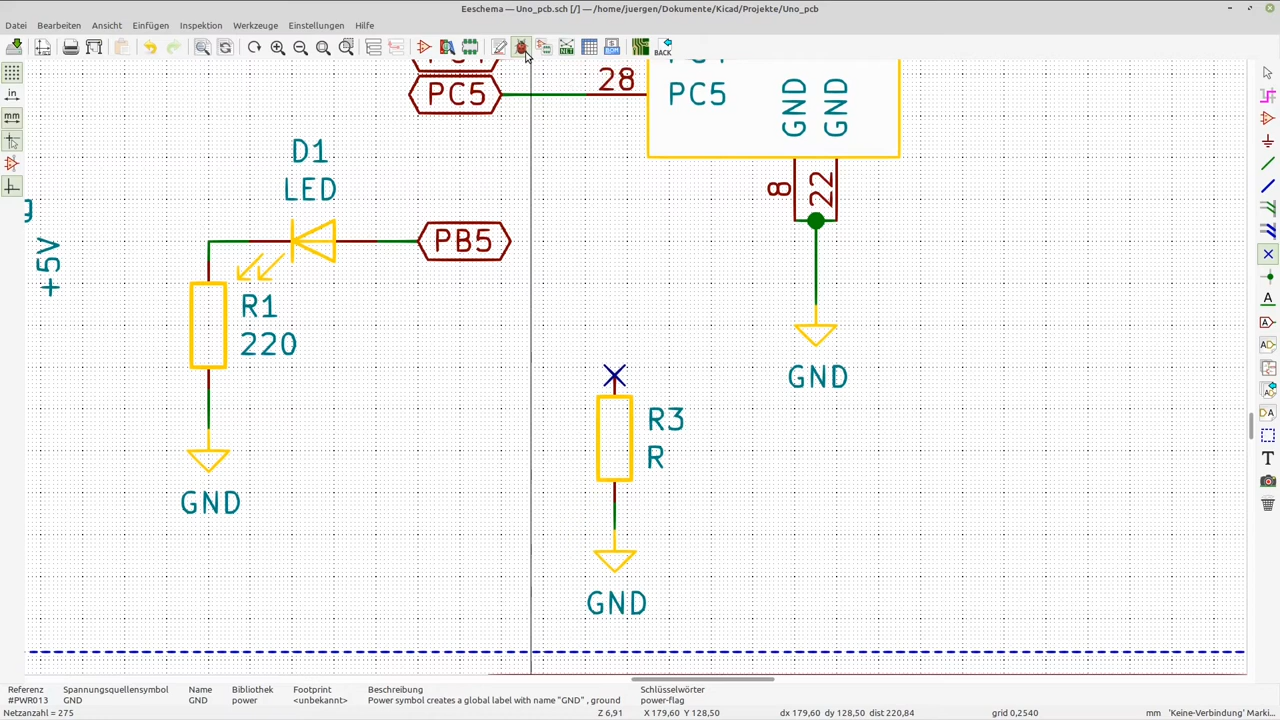 Eeschema — Uno_pcb.sch [/] — /home/juergen/Dokumente/Kicad/Projekte/Uno_pcb
Datei Bearbeiten Ansicht Einfügen Inspektion Werkzeuge Einstellungen Hilfe
BOM
BACK
in
mm
PC5
28
PC5
GND
GND
8
22
D1
LED
PB5
+5V
R1
220
GND
GND
R3
R
GND
Referenz Spannungsquellensymbol Name Bibliothek Footprint Beschreibung Schlüsselwörter
#PWR013 GND GND power <unbekannt> Power symbol creates a global label with name "GND" , ground power-flag
Netzanzahl = 275 Z 6,91 X 179,60 Y 128,50 dx 179,60 dy 128,50 dist 220,84 grid 0,2540 mm 'Keine-Verbindung' Marki...